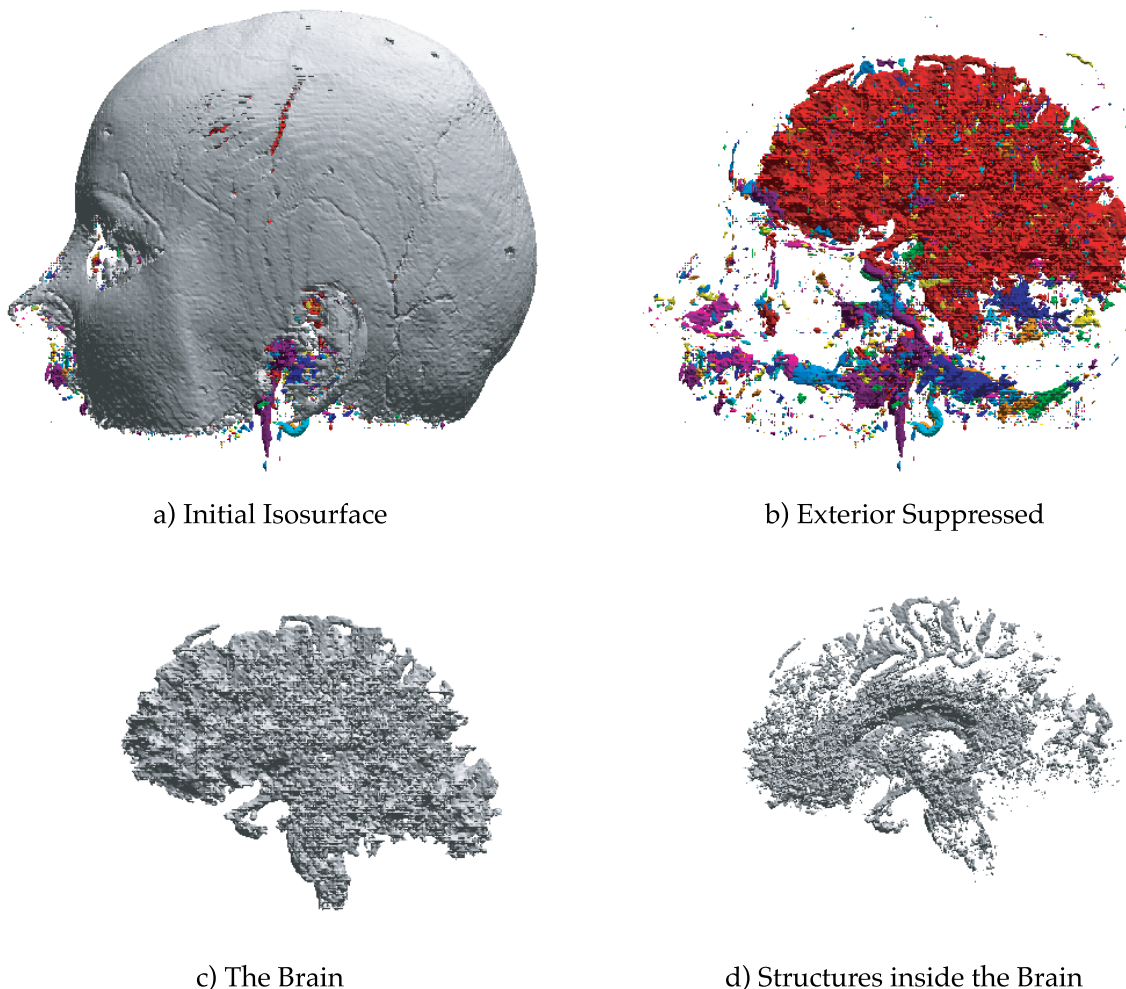 a) Initial Isosurface
b) Exterior Suppressed
c) The Brain
d) Structures inside the Brain